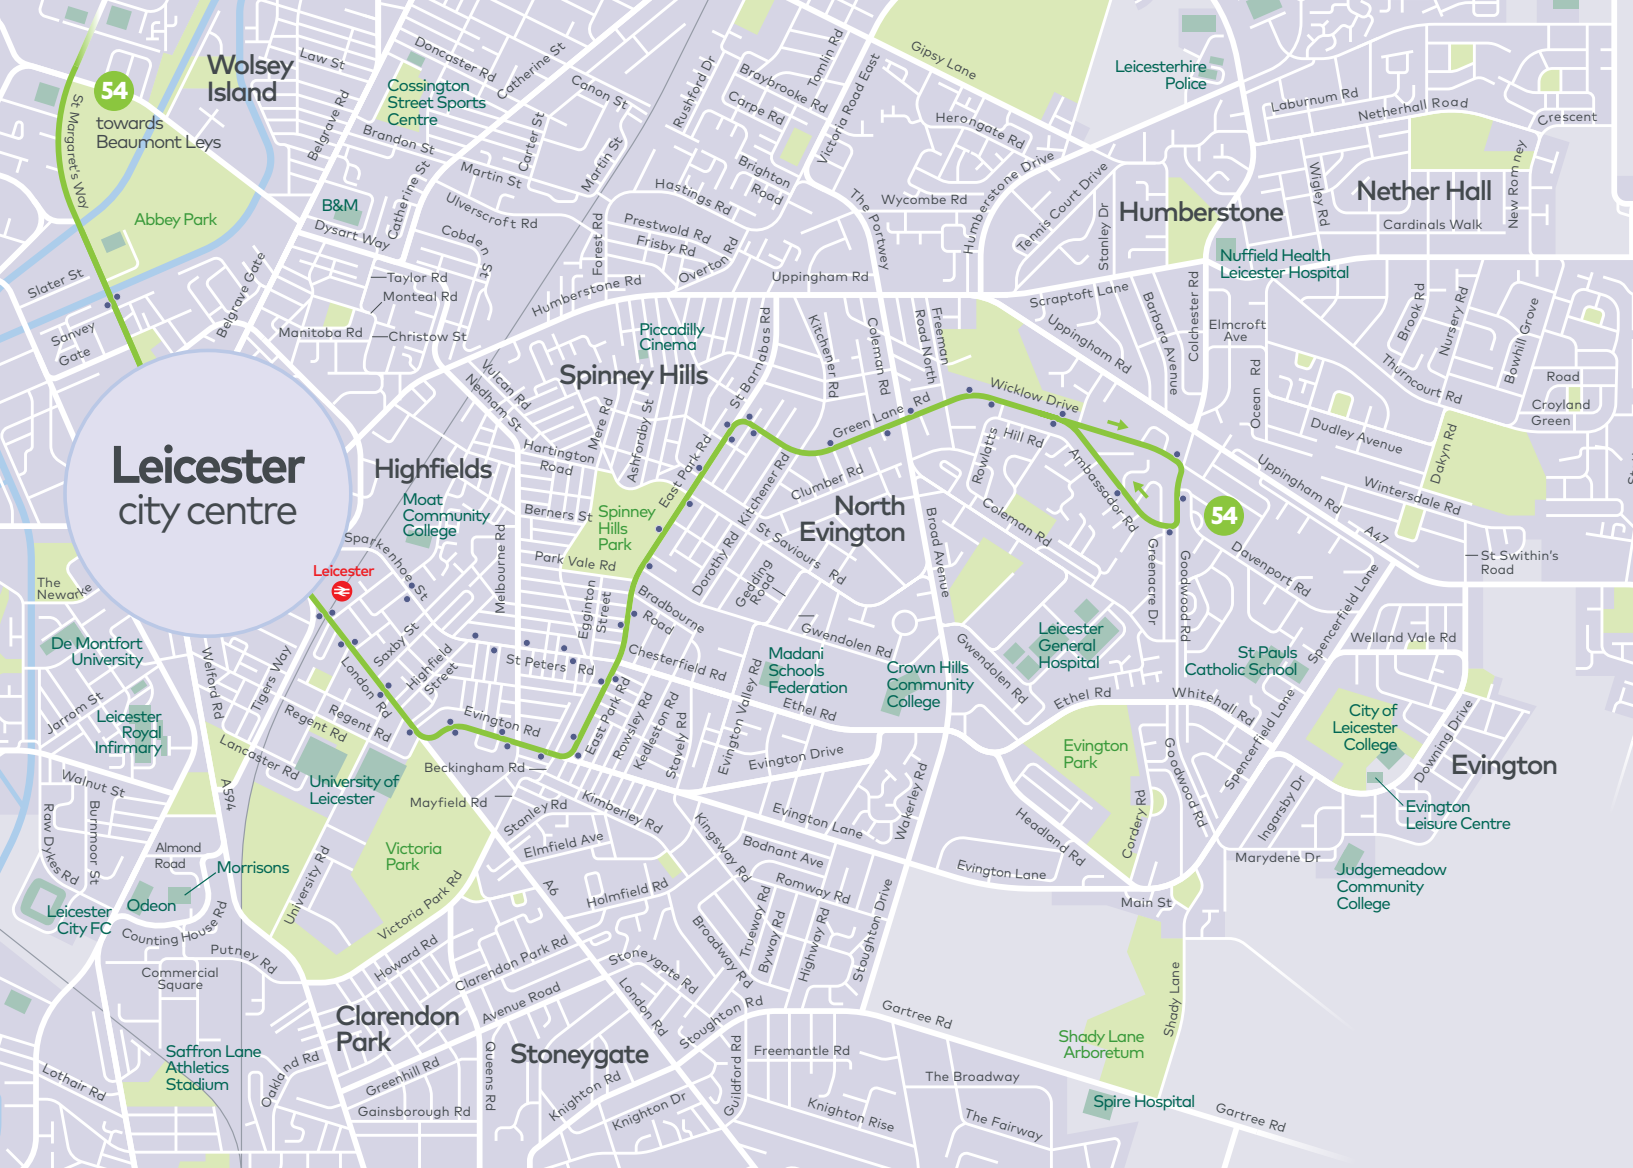 Wolsey
Island
Law St
Doncaster Rd
Catherine St
Canon St
Cossington
Street Sports
Centre
Belgrave Rd
Brandon St
Carter St
Martin St
Martin St
Catherine St
Rushford Dr
Braybrooke Rd
Carpe Rd
Tomlin Rd
Victoria Road East
Gipsy Lane
Herongate Rd
Leicesterhire
Police
Laburnum Rd
Netherhall Road
Crescent
54
towards
Beaumont Leys
St Margaret's Way
Abbey Park
B&M
Dysart Way
Ulverscroft Rd
Cobden St
Hastings Rd
Brighton
Road
Prestwold Rd
Frisby Rd
Overton Rd
Forest Rd
The Portwey
Wycombe Rd
Humberstone Drive
Tennis Court Drive
Stanley Dr
Humberstone
Nether Hall
Wigley Rd
Cardinals Walk
New Romney
Nuffield Health
Leicester Hospital
Slater St
Sanvey
Gate
Belgrave Gate
Taylor Rd
Monteal Rd
Manitoba Rd
Christow St
Humberstone Rd
Uppingham Rd
Scraptoft Lane
Uppingham Rd
Barbara Avenue
Colchester Rd
Elmcroft
Ave
Ocean Rd
Brook Rd
Nursery Rd
Bowhill Grove
Thurncourt Rd
Road
Croyland
Green
Piccadilly
Cinema
Spinney Hills
St Barnabas Rd
Kitchener Rd
Coleman Rd
Freeman
Road North
Vulcan Rd
Nedham St
Mere Rd
Ashfordby St
Hartington
Road
Wicklow Drive
Green Lane Rd
Dudley Avenue
Dakyn Rd
Leicester
city centre
Highfields
Moat
Community
College
Berners St
Spinney
Hills
Park
East Park Rd
Kitchener Rd
Clumber Rd
North
Evington
Rowlatts
Hill Rd
Coleman Rd
Ambassador Rd
54
Uppingham Rd
Wintersdale Rd
A47
Sparkenhoe St
Melbourne Rd
Park Vale Rd
Dorothy Rd
St Saviours Rd
Gedding
Road
Broad Avenue
Greenacre Dr
Goodwood Rd
Davenport Rd
Spencerfield Lane
St Swithin's
Road
Leicester
The
Newarke
De Montfort
University
Welford Rd
Tigers Way
London Rd
Saxby St
Highfield
Street
St Peters Rd
Egginton
Street
Bradbourne
Road
Chesterfield Rd
Gwendolen Rd
Madani
Schools
Federation
Crown Hills
Community
College
Gwendolen Rd
Leicester
General
Hospital
St Pauls
Catholic School
Welland Vale Rd
Jarrom St
Leicester
Royal
Infirmary
Regent Rd
Regent Rd
Lancaster Rd
Evington Rd
East Park Rd
Rowsley Rd
Kedleston Rd
Stavely Rd
Evington Valley Rd
Ethel Rd
Ethel Rd
Evington Drive
Whitehall Rd
Spencerfield Lane
City of
Leicester
College
Downing Drive
Evington
Evington
Park
Goodwood Rd
Walnut St
A594
University of
Leicester
Beckingham Rd
Mayfield Rd
Stanley Rd
Kimberley Rd
Elmfield Ave
Evington Lane
Wakerley Rd
Headland Rd
Cordery Rd
Ingarsby Dr
Evington
Leisure Centre
Raw Dykes Rd
Burnmoor St
Almond
Road
Morrisons
Victoria
Park
University Rd
Victoria Park Rd
A6
Holmfield Rd
Kingsway Rd
Bodnant Ave
Romway Rd
Evington Lane
Marydene Dr
Main St
Judgemeadow
Community
College
Leicester
City FC
Odeon
Counting House Rd
Putney Rd
Commercial
Square
Howard Rd
Clarendon Park Rd
Avenue Road
Stoneygate Rd
Broadway Rd
Trueway Rd
Byway Rd
Highway Rd
Stoughton Drive
London Rd
Stoughton Rd
Gartree Rd
Shady Lane
Shady Lane
Arboretum
Clarendon
Park
Stoneygate
Saffron Lane
Athletics
Stadium
Lothair Rd
Oakland Rd
Greenhill Rd
Gainsborough Rd
Queens Rd
Knighton Rd
Knighton Dr
Guildford Rd
Freemantle Rd
The Broadway
Knighton Rise
The Fairway
Spire Hospital
Gartree Rd